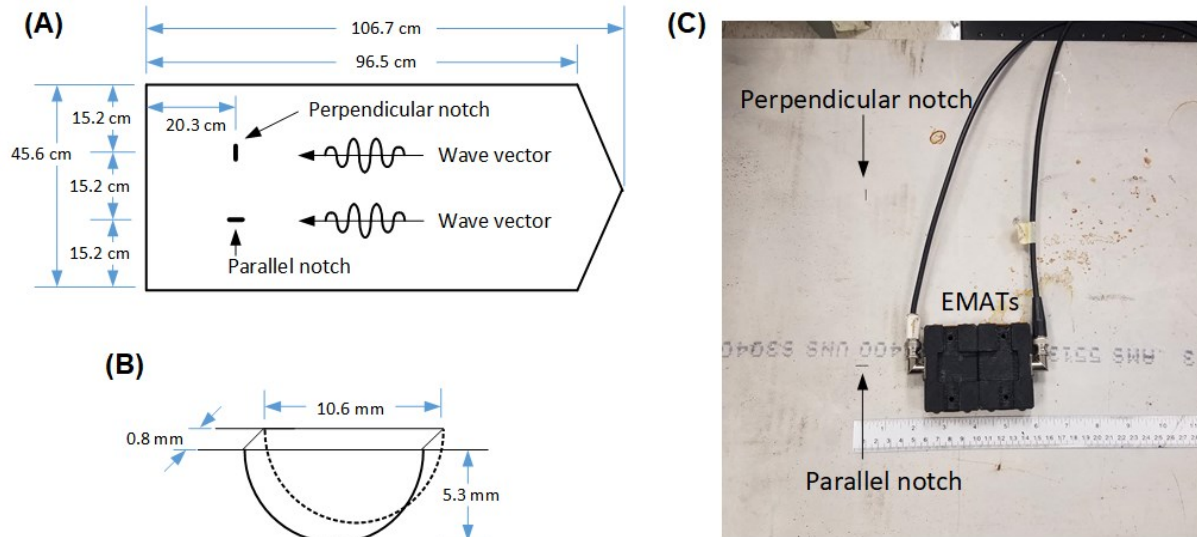 (A)
106.7 cm
96.5 cm
20.3 cm
15.2 cm
45.6 cm
15.2 cm
15.2 cm
Perpendicular notch
Wave vector
Wave vector
Parallel notch
(B)
10.6 mm
0.8 mm
5.3 mm
(C)
Perpendicular notch
EMATs
Parallel notch